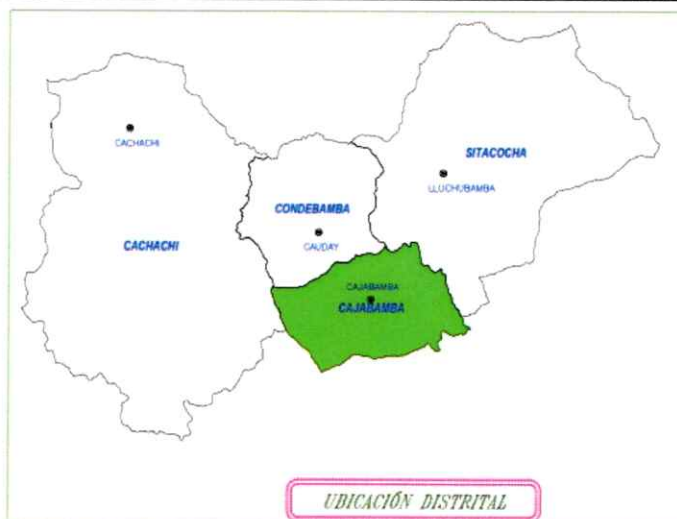 CACHACHI
SITACOCHA
LLUCHUBAMBA
CONDEBAMBA
CAUDAY
CACHACHI
CAJABAMBA
CAJABAMBA
UBICACIÓN DISTRITAL